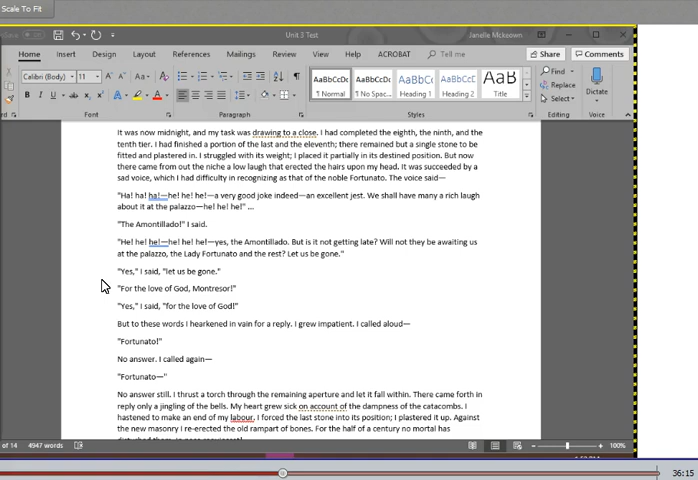 Scale To Fit
Unit 3 Test
Janelle Mckeown
Home Insert Draw Design Layout References Mailings Review View Help ACROBAT Tell me Share Comments
Calibri (Body) 11 A A Aa A
AaBbCcDc AaBbCcDc AaBbCc AaBbCcD AaB
Find
Replace
Select
Dictate
B I U A A
¶ Normal ¶ No Spac... Heading 1 Heading 2 Title
Font Paragraph Styles Editing Voice
It was now midnight, and my task was drawing to a close. I had completed the eighth, the ninth, and the
tenth tier. I had finished a portion of the last and the eleventh; there remained but a single stone to be
fitted and plastered in. I struggled with its weight; I placed it partially in its destined position. But now
there came from out the niche a low laugh that erected the hairs upon my head. It was succeeded by a
sad voice, which I had difficulty in recognizing as that of the noble Fortunato. The voice said—
"Ha! ha! ha!—he! he! he!—a very good joke indeed—an excellent jest. We shall have many a rich laugh
about it at the palazzo—he! he! he!" ...
"The Amontillado!" I said.
"He! he! he!—he! he! he!—yes, the Amontillado. But is it not getting late? Will not they be awaiting us
at the palazzo, the Lady Fortunato and the rest? Let us be gone."
"Yes," I said, "let us be gone."
"For the love of God, Montresor!"
"Yes," I said, "for the love of God!"
But to these words I hearkened in vain for a reply. I grew impatient. I called aloud—
"Fortunato!"
No answer. I called again—
"Fortunato—"
No answer still. I thrust a torch through the remaining aperture and let it fall within. There came forth in
reply only a jingling of the bells. My heart grew sick on account of the dampness of the catacombs. I
hastened to make an end of my labour. I forced the last stone into its position; I plastered it up. Against
the new masonry I re-erected the old rampart of bones. For the half of a century no mortal has
of 14 4947 words 100%
36:15